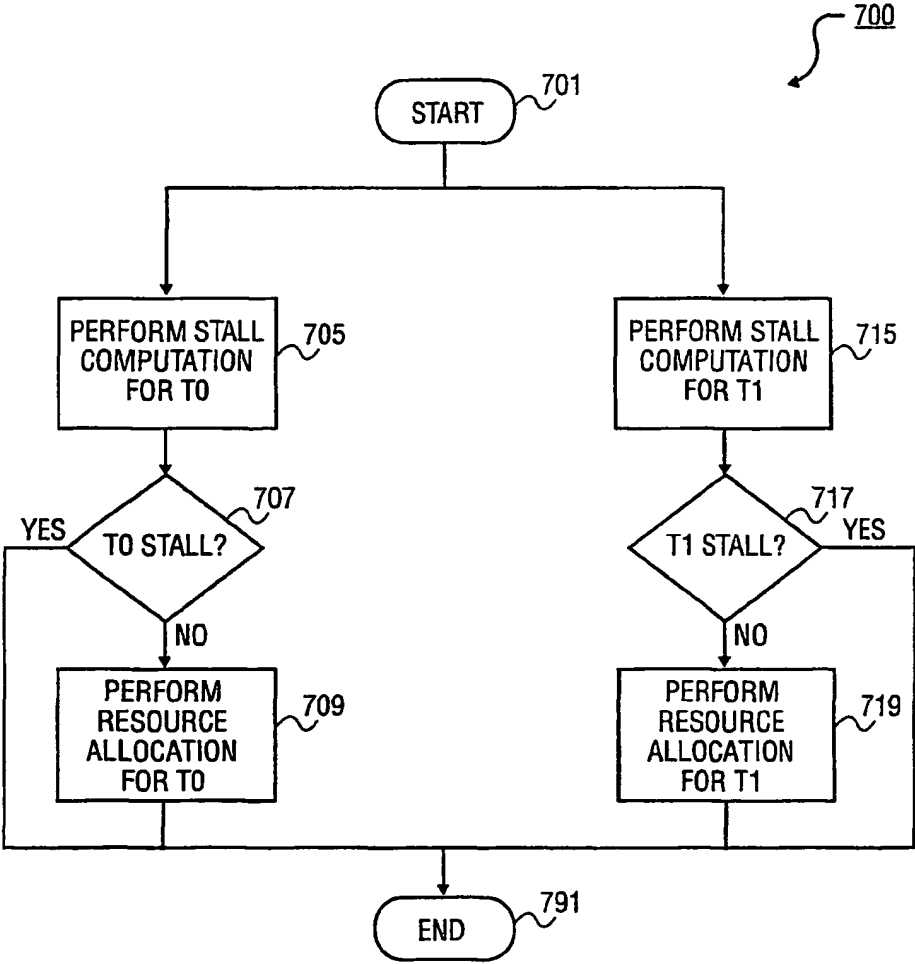 700
START
701
PERFORM STALL
COMPUTATION
FOR T0
705
PERFORM STALL
COMPUTATION
FOR T1
715
YES
T0 STALL?
707
NO
T1 STALL?
717
YES
NO
PERFORM
RESOURCE
ALLOCATION
FOR T0
709
PERFORM
RESOURCE
ALLOCATION
FOR T1
719
END
791